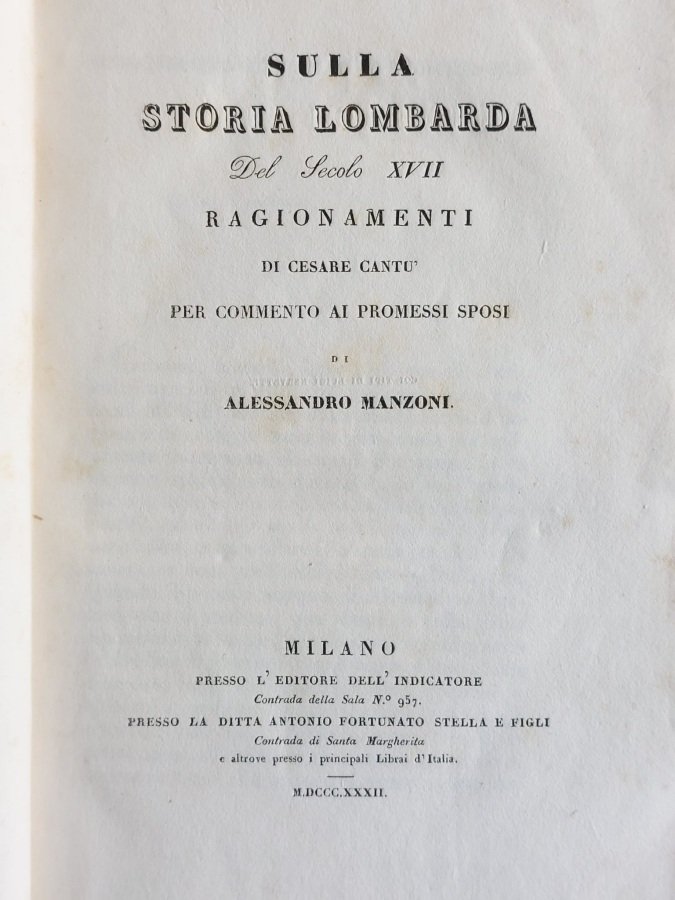 SULLA
STORIA LOMBARDA
Del Secolo XVII
RAGIONAMENTI
DI CESARE CANTU'
PER COMMENTO AI PROMESSI SPOSI
DI
ALESSANDRO MANZONI.
MILANO
PRESSO L' EDITORE DELL' INDICATORE
Contrada della Sala N.º 957.
PRESSO LA DITTA ANTONIO FORTUNATO STELLA E FIGLI
Contrada di Santa Margherita
e altrove presso i principali Librai d'Italia.
M.DCCC.XXXII.